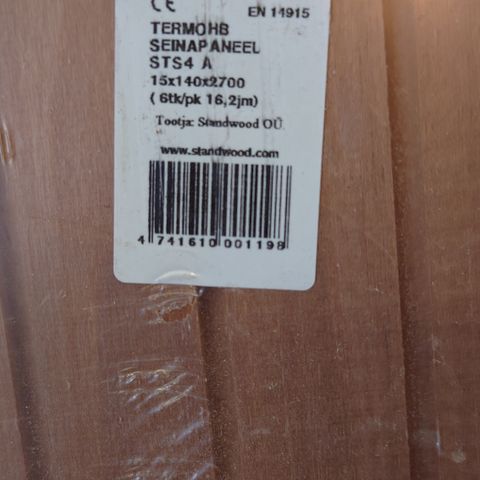 CE EN 14915
TERMOHB
SEINAPANEEL
STS4 A
15x140x2700
( 6tk/pk 16,2jm)
Tootja: Standwood OÜ
www.standwood.com
4 741610 001198